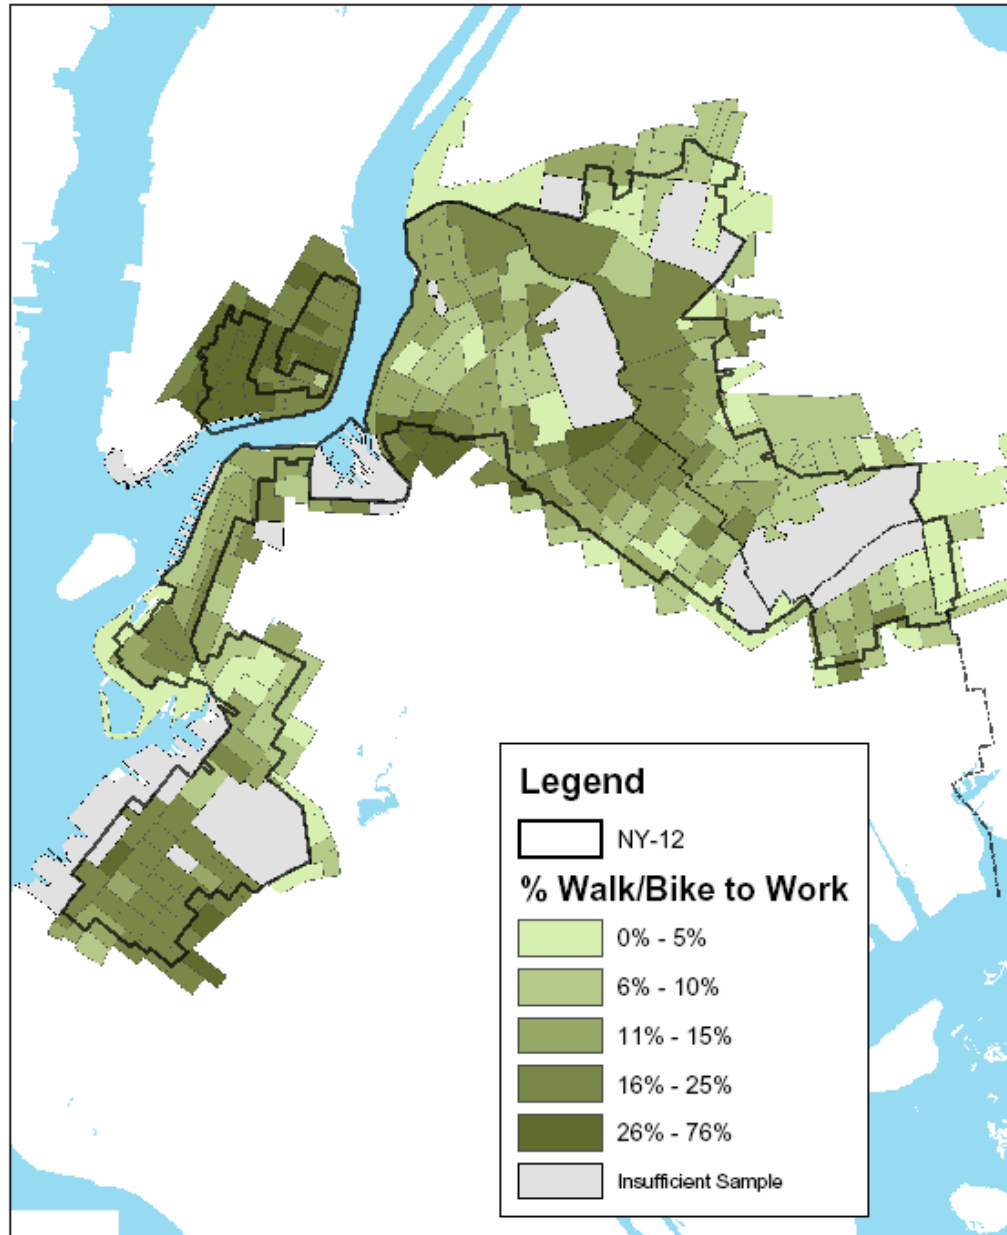 Legend
NY-12
% Walk/Bike to Work
0% - 5%
6% - 10%
11% - 15%
16% - 25%
26% - 76%
Insufficient Sample